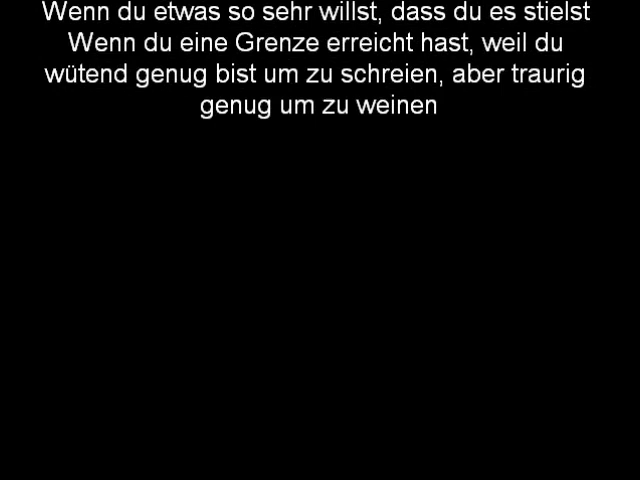 Wenn du etwas so sehr willst, dass du es stielst
Wenn du eine Grenze erreicht hast, weil du
wütend genug bist um zu schreien, aber traurig
genug um zu weinen